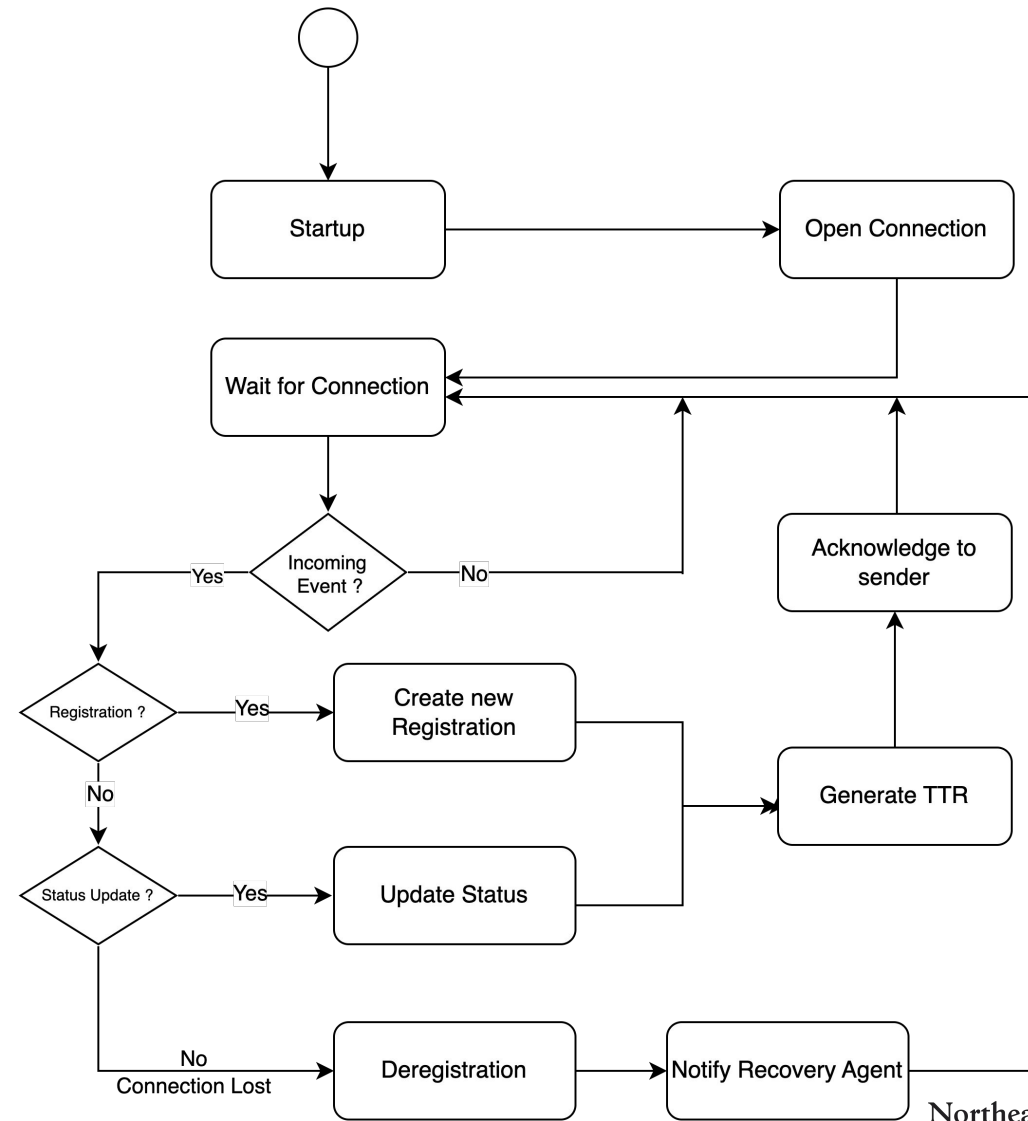 Startup
Open Connection
Wait for Connection
Incoming
Event ?
Yes
No
Acknowledge to
sender
Registration ?
Yes
Create new
Registration
No
Generate TTR
Status Update ?
Yes
Update Status
No
Connection Lost
Deregistration
Notify Recovery Agent